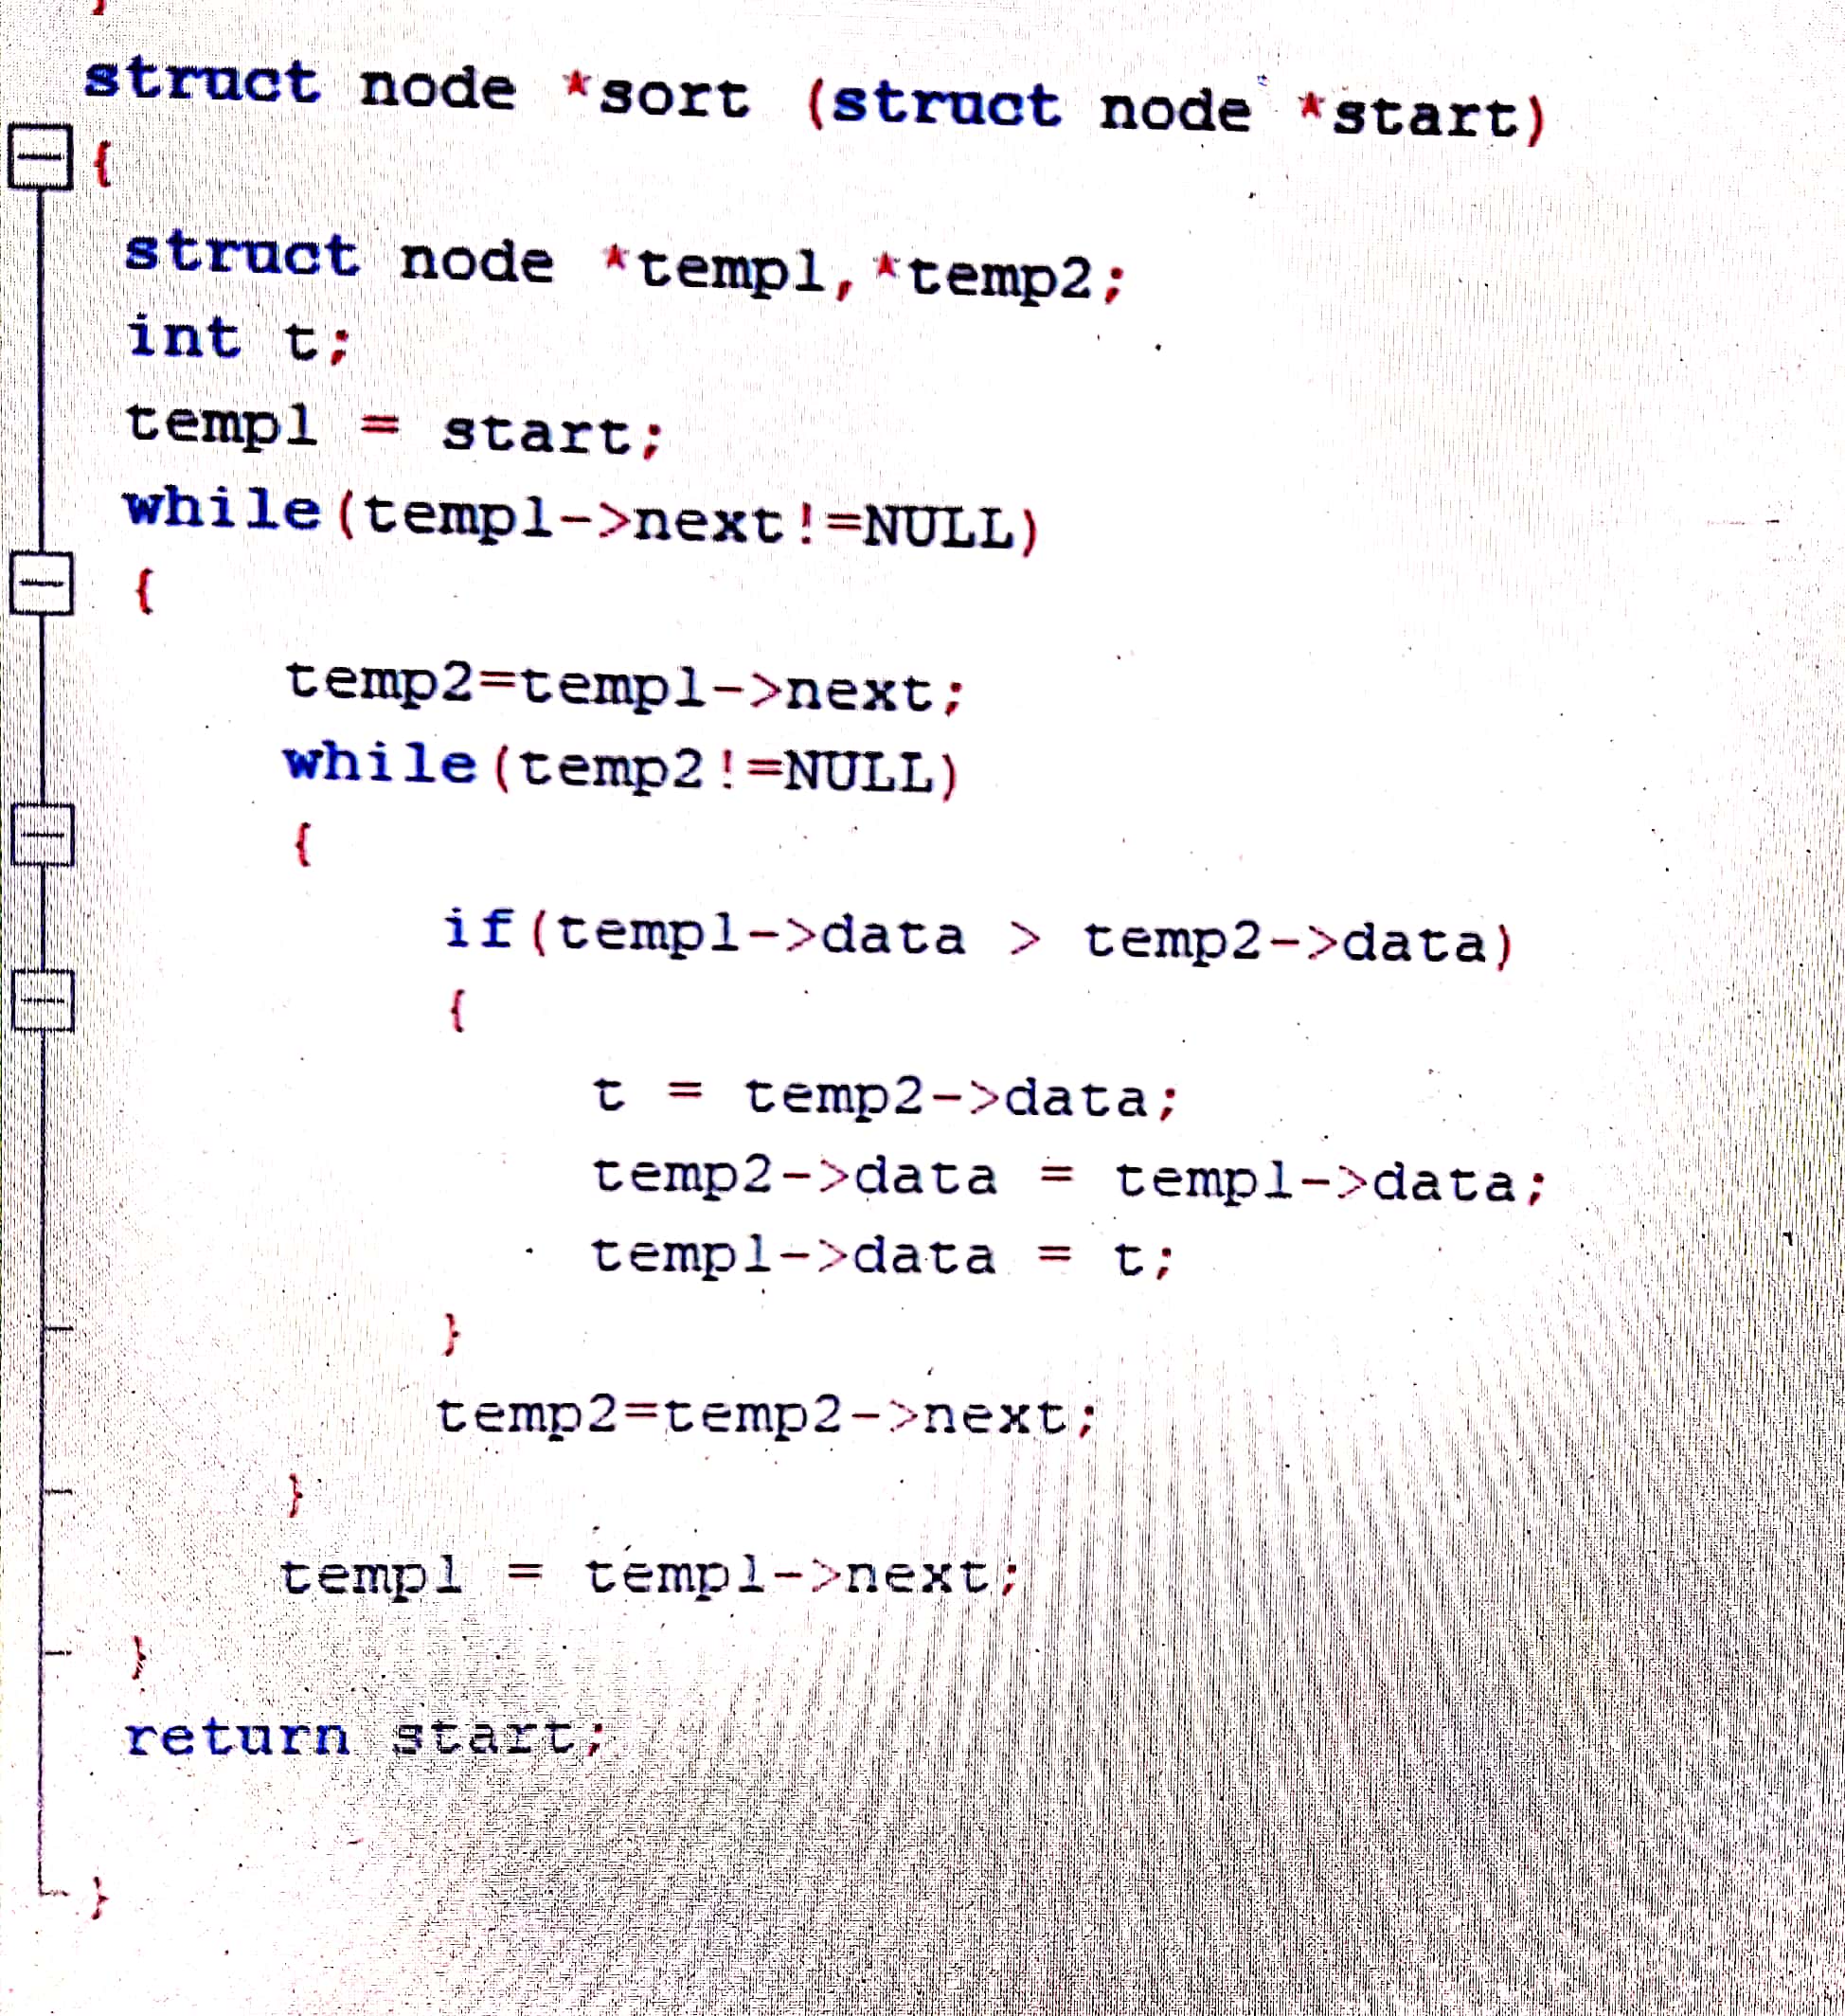 struct node *sort (struct node *start)
{
struct node *temp1,*temp2;
int t;
temp1 = start;
while(temp1->next!=NULL)
{
temp2=temp1->next;
while(temp2!=NULL)
{
if(temp1->data > temp2->data)
{
t = temp2->data;
temp2->data = temp1->data;
temp1->data = t;
}
temp2=temp2->next;
}
temp1 = temp1->next;
}
return start;
}